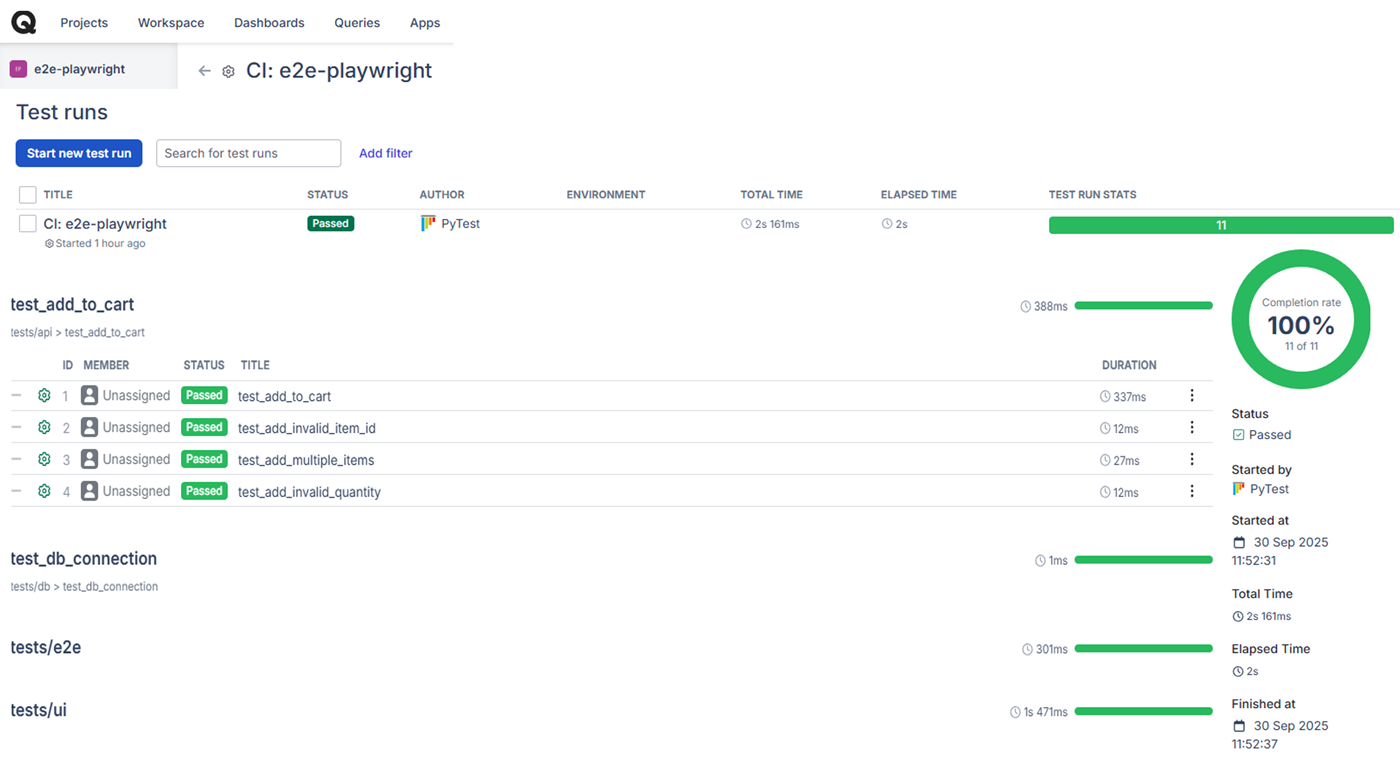 Projects Workspace Dashboards Queries Apps
e2e-playwright
CI: e2e-playwright
Test runs
Start new test run Search for test runs Add filter
TITLE STATUS AUTHOR ENVIRONMENT TOTAL TIME ELAPSED TIME TEST RUN STATS
CI: e2e-playwright Passed PyTest 2s 161ms 2s 11
Started 1 hour ago
test_add_to_cart 388ms
tests/api > test_add_to_cart
ID MEMBER STATUS TITLE DURATION
1 Unassigned Passed test_add_to_cart 337ms
2 Unassigned Passed test_add_invalid_item_id 12ms
3 Unassigned Passed test_add_multiple_items 27ms
4 Unassigned Passed test_add_invalid_quantity 12ms
test_db_connection 1ms
tests/db > test_db_connection
tests/e2e 301ms
tests/ui 1s 471ms
Completion rate
100%
11 of 11
Status
Passed
Started by
PyTest
Started at
30 Sep 2025
11:52:31
Total Time
2s 161ms
Elapsed Time
2s
Finished at
30 Sep 2025
11:52:37